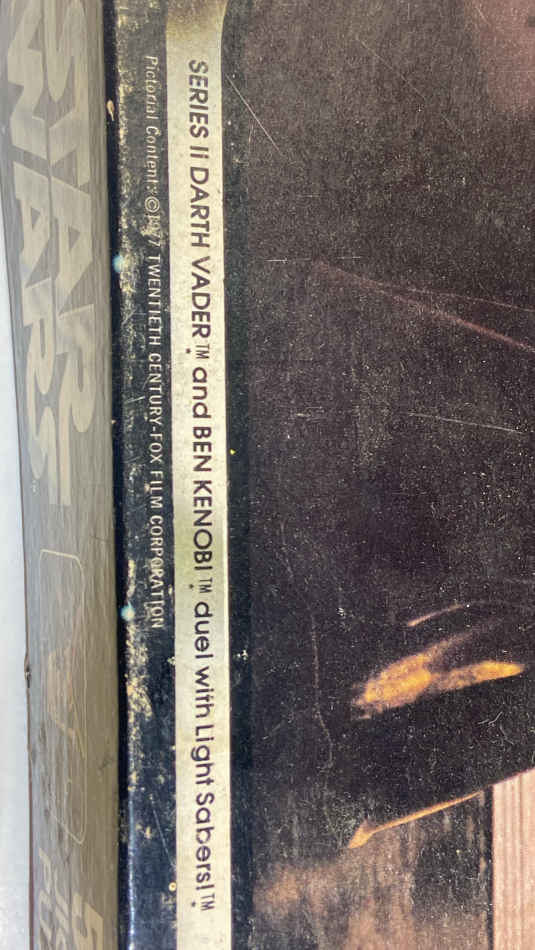 STAR
WARS
SERIES II DARTH VADER™ and BEN KENOBI™ duel with Light Sabers!™
Pictorial Contents © 1977 TWENTIETH CENTURY-FOX FILM CORPORATION